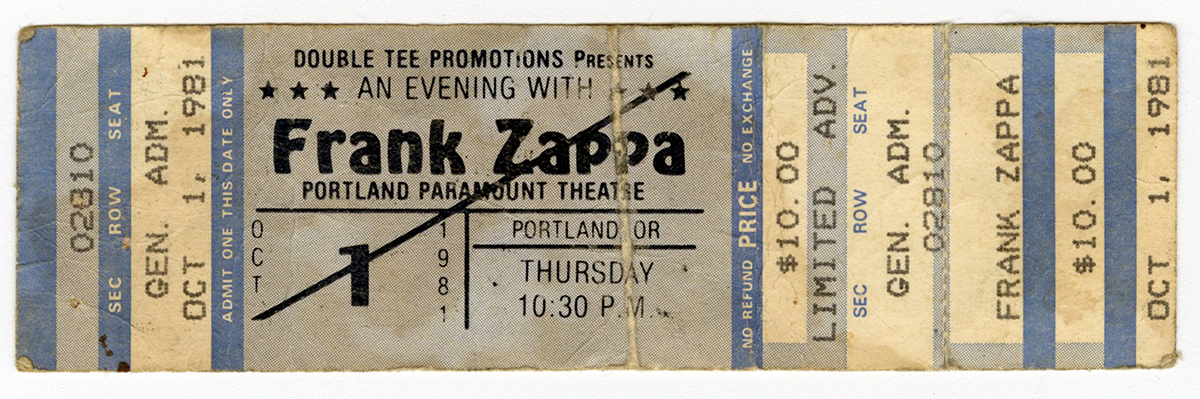 02810
SEC ROW SEAT
GEN. ADM.
OCT 1, 1981
ADMIT ONE THIS DATE ONLY
DOUBLE TEE PROMOTIONS PRESENTS
★ ★ ★ AN EVENING WITH ★ ★ ★
Frank Zappa
PORTLAND PARAMOUNT THEATRE
OCT
1
1981
PORTLAND OR
THURSDAY
10:30 P.M.
NO REFUND PRICE NO EXCHANGE
$10.00
LIMITED ADV.
SEC ROW SEAT
GEN. ADM.
02810
FRANK ZAPPA
$10.00
OCT 1, 1981